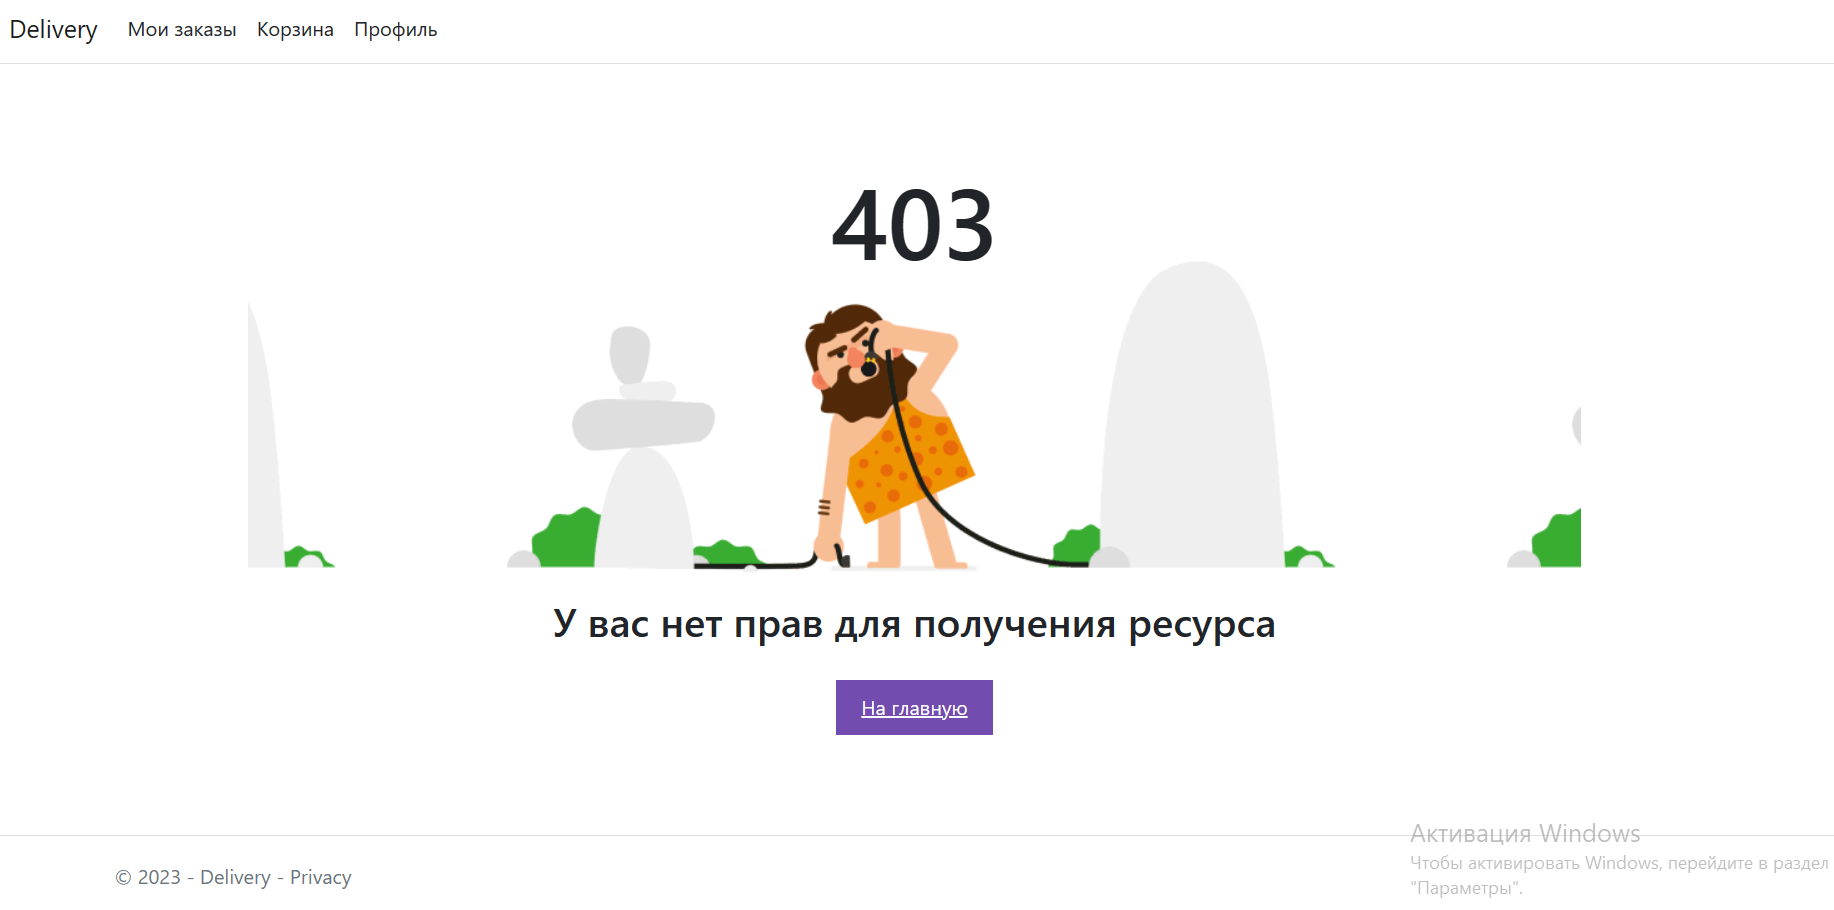 Delivery Мои заказы Корзина Профиль
403
У вас нет прав для получения ресурса
На главную
Активация Windows
Чтобы активировать Windows, перейдите в раздел
"Параметры".
© 2023 - Delivery - Privacy